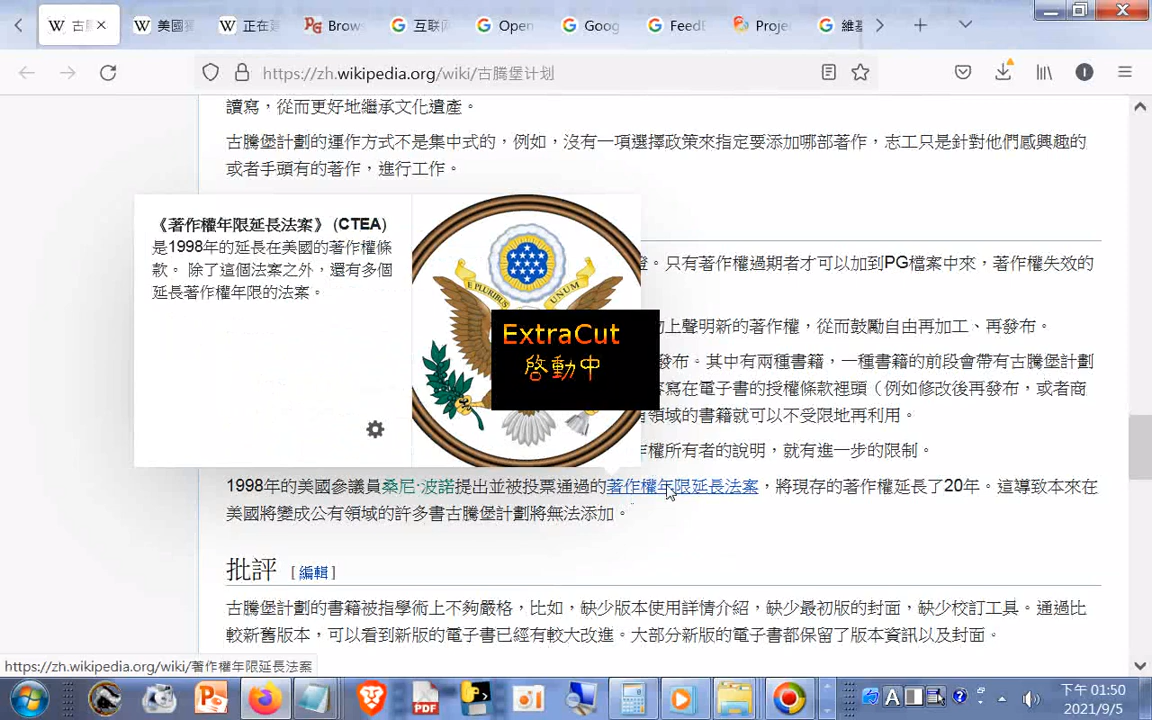 古騰
美國
正在
Brow
互联网
Open
Goog
FeedE
Proje
維基
https://zh.wikipedia.org/wiki/古腾堡计划
讀寫，從而更好地繼承文化遺產。
古騰堡計劃的運作方式不是集中式的，例如，沒有一項選擇政策來指定要添加哪部著作，志工只是針對他們感興趣的
或者手頭有的著作，進行工作。
《著作權年限延長法案》 (CTEA)
是1998年的延長在美國的著作權條
款。 除了這個法案之外，還有多個
延長著作權年限的法案。
E PLURIBUS UNUM
只有著作權過期者才可以加到PG檔案中來，著作權失效的
上聲明新的著作權，從而鼓勵自由再加工、再發布。
發布。其中有兩種書籍，一種書籍的前段會帶有古騰堡計劃
寫在電子書的授權條款裡頭（例如修改後再發布，或者商
領域的書籍就可以不受限地再利用。
權所有者的說明，就有進一步的限制。
ExtraCut
啓動中
1998年的美國參議員桑尼·波諾提出並被投票通過的著作權年限延長法案，將現存的著作權延長了20年。這導致本來在
美國將變成公有領域的許多書古騰堡計劃將無法添加。
批評 [編輯]
古騰堡計劃的書籍被指學術上不夠嚴格，比如，缺少版本使用詳情介紹，缺少最初版的封面，缺少校訂工具。通過比
較新舊版本，可以看到新版的電子書已經有較大改進。大部分新版的電子書都保留了版本資訊以及封面。
https://zh.wikipedia.org/wiki/著作權年限延長法案
PDF
A
下午 01:50
2021/9/5